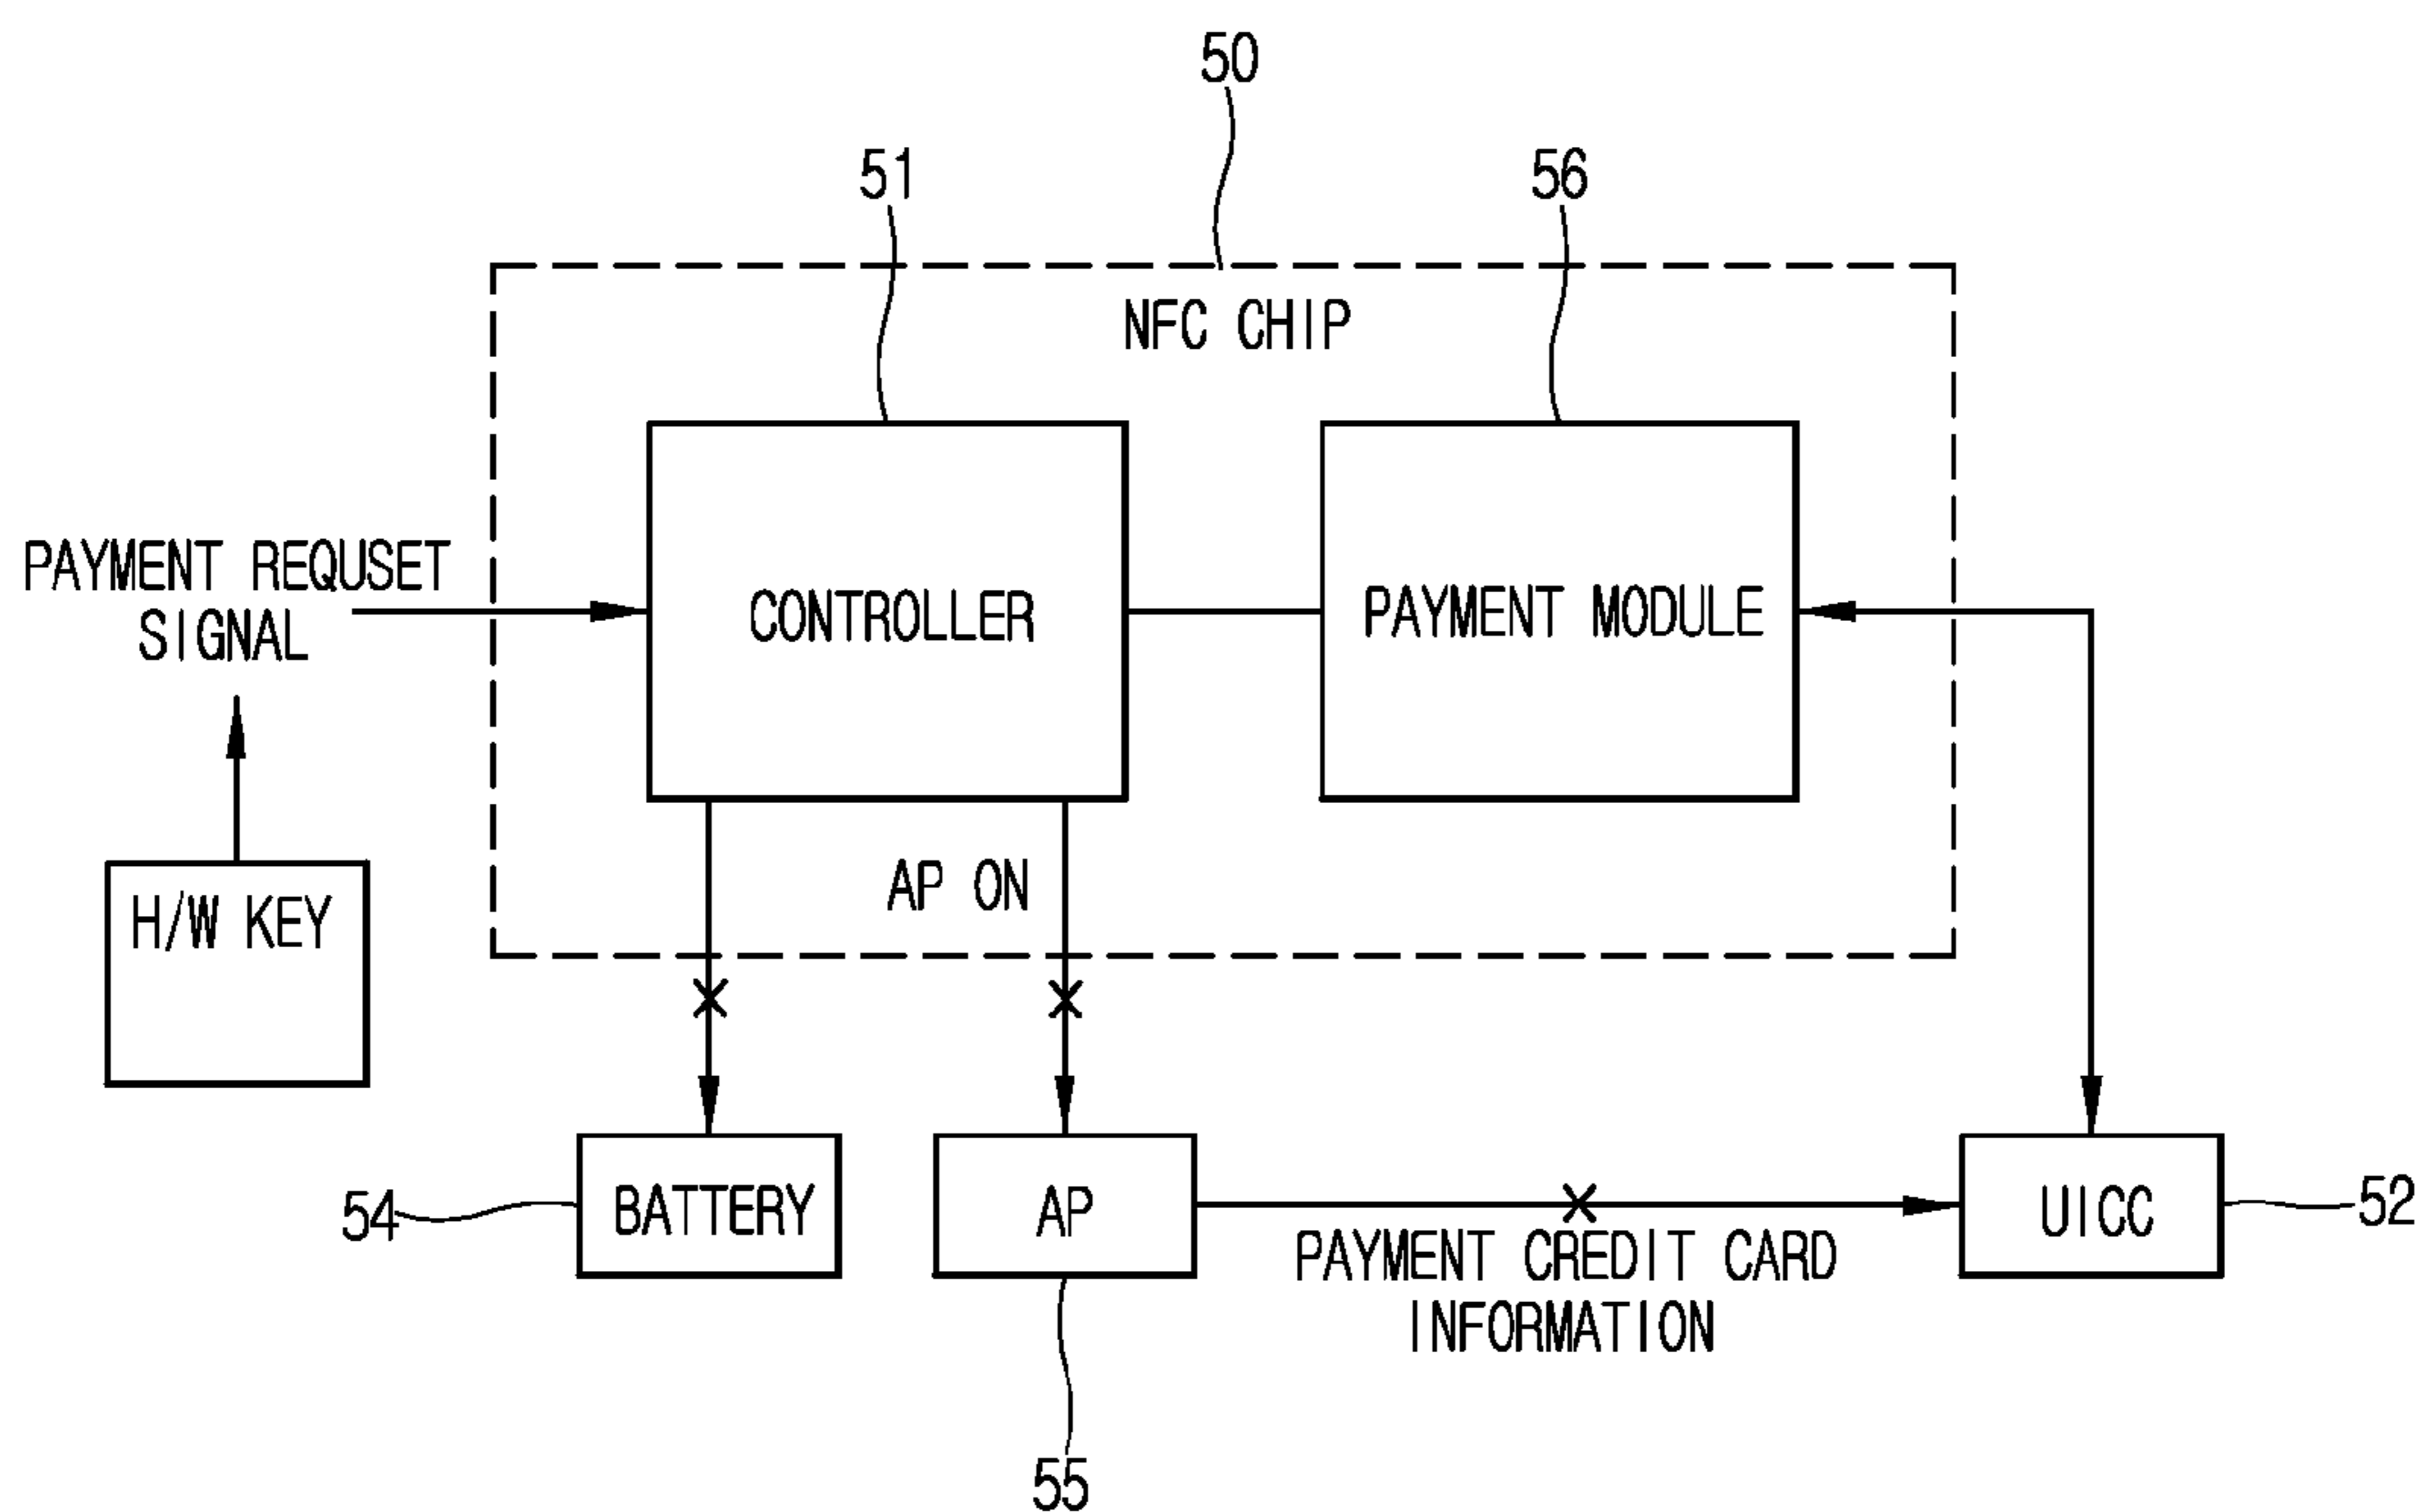 50
51
56
NFC CHIP
PAYMENT REQUSET
SIGNAL
CONTROLLER
PAYMENT MODULE
AP ON
H/W KEY
54
BATTERY
AP
UICC
52
PAYMENT CREDIT CARD
INFORMATION
55